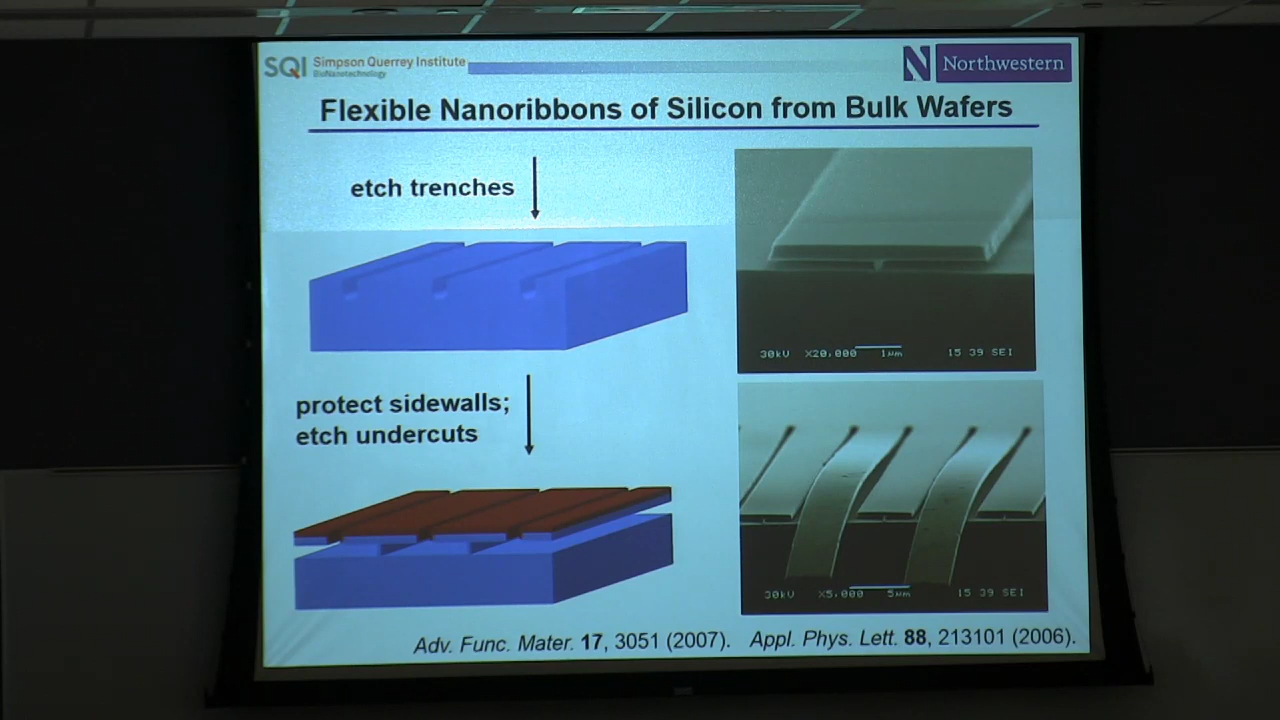 SQI Simpson Querrey Institute
BioNanotechnology
N Northwestern
Flexible Nanoribbons of Silicon from Bulk Wafers
etch trenches
30kU X20,000 1µm 15 39 SEI
protect sidewalls;
etch undercuts
30kU X5,000 5µm 15 39 SEI
Adv. Func. Mater. 17, 3051 (2007). Appl. Phys. Lett. 88, 213101 (2006).